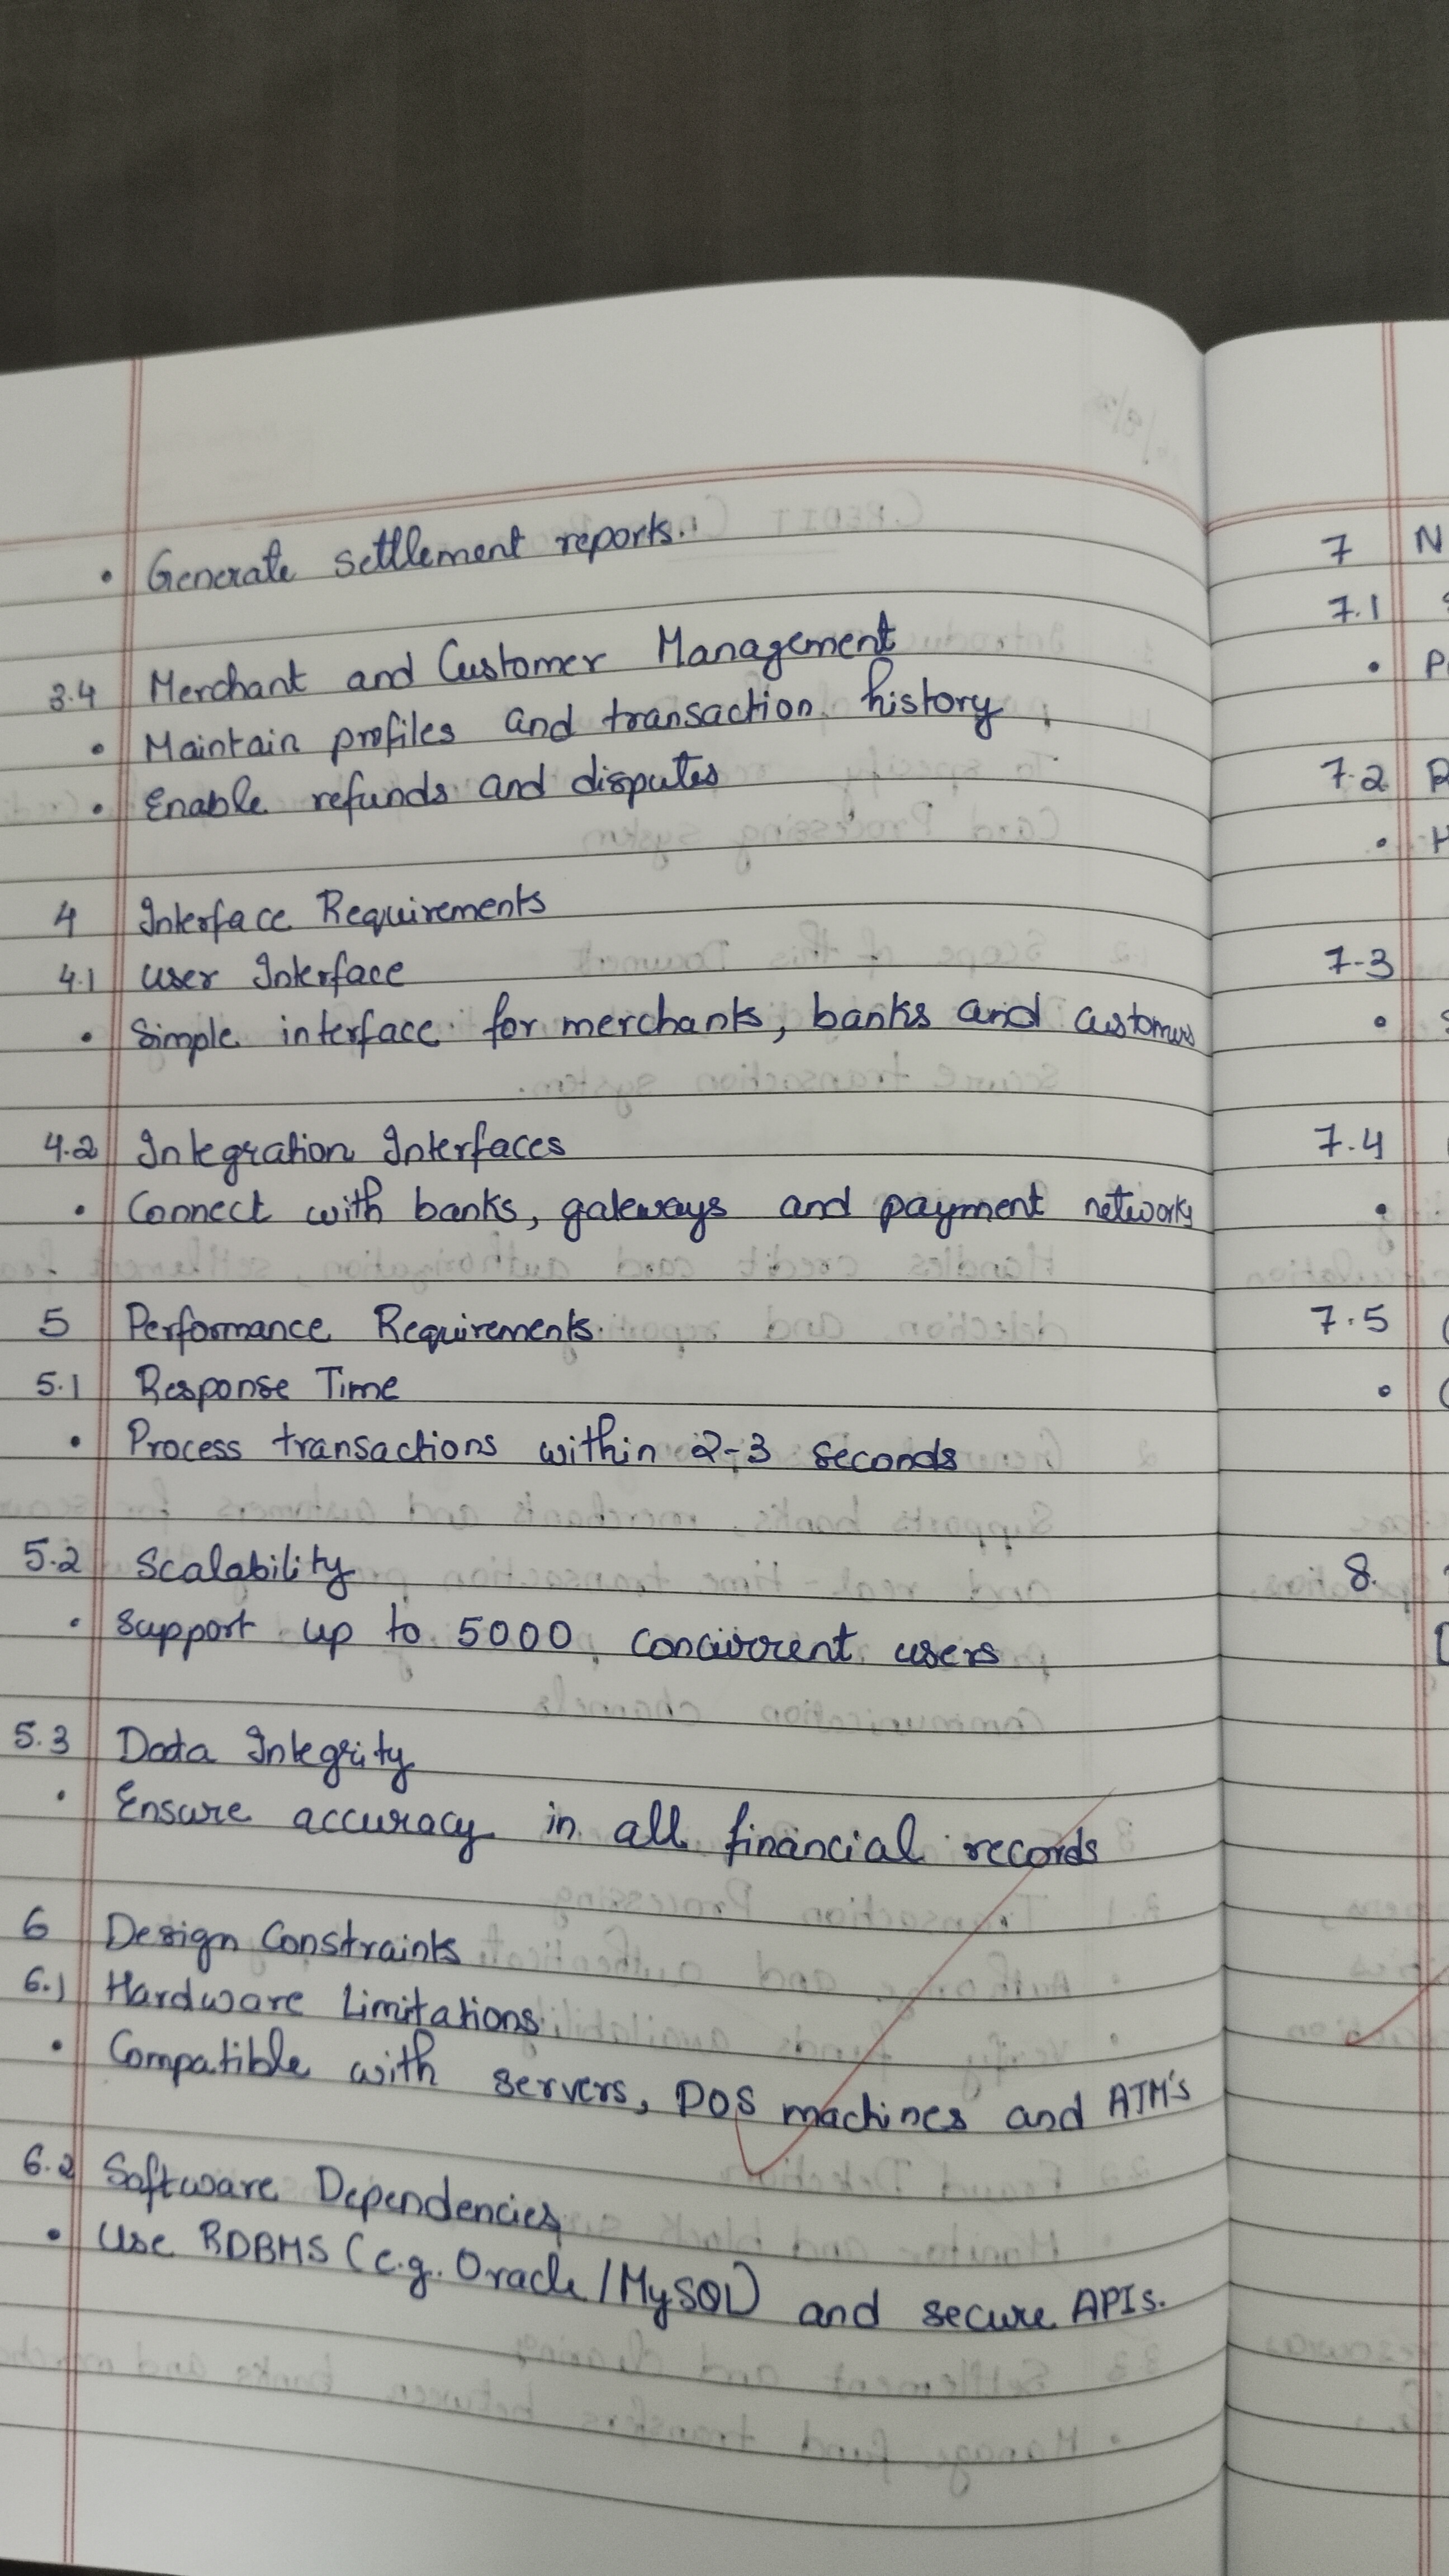 • Generate settlement reports.
3.4 Merchant and Customer Management
• Maintain profiles and transaction history
• Enable refunds and disputes
4 Interface Requirements
4.1 User Interface
• Simple interface for merchants, banks and customers
4.2 Integration Interfaces
• Connect with banks, gateways and payment networks
5 Performance Requirements
5.1 Response Time
• Process transactions within 2-3 seconds
5.2 Scalability
• Support up to 5000 concurrent users
5.3 Data Integrity
• Ensure accuracy in all financial records
6 Design Constraints
6.1 Hardware Limitations
• Compatible with servers, POS machines and ATM's
6.2 Software Dependencies
• Use RDBMS (e.g. Oracle/MySQL) and secure APIs.
7 N
7.1
•
7.2
•
7.3
•
7.4
•
7.5
•
8.